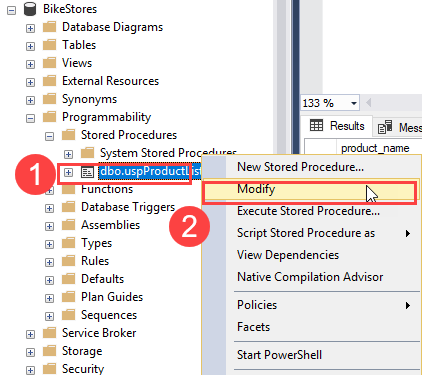 BikeStores
Database Diagrams
Tables
Views
External Resources
Synonyms
Programmability
Stored Procedures
System Stored Procedures
1
dbo.uspProductList
Functions
Database Triggers
Assemblies
Types
Rules
Defaults
Plan Guides
Sequences
Service Broker
Storage
Security
133 %
Results
Mess
product_name
New Stored Procedure...
2
Modify
Execute Stored Procedure...
Script Stored Procedure as
View Dependencies
Native Compilation Advisor
Policies
Facets
Start PowerShell